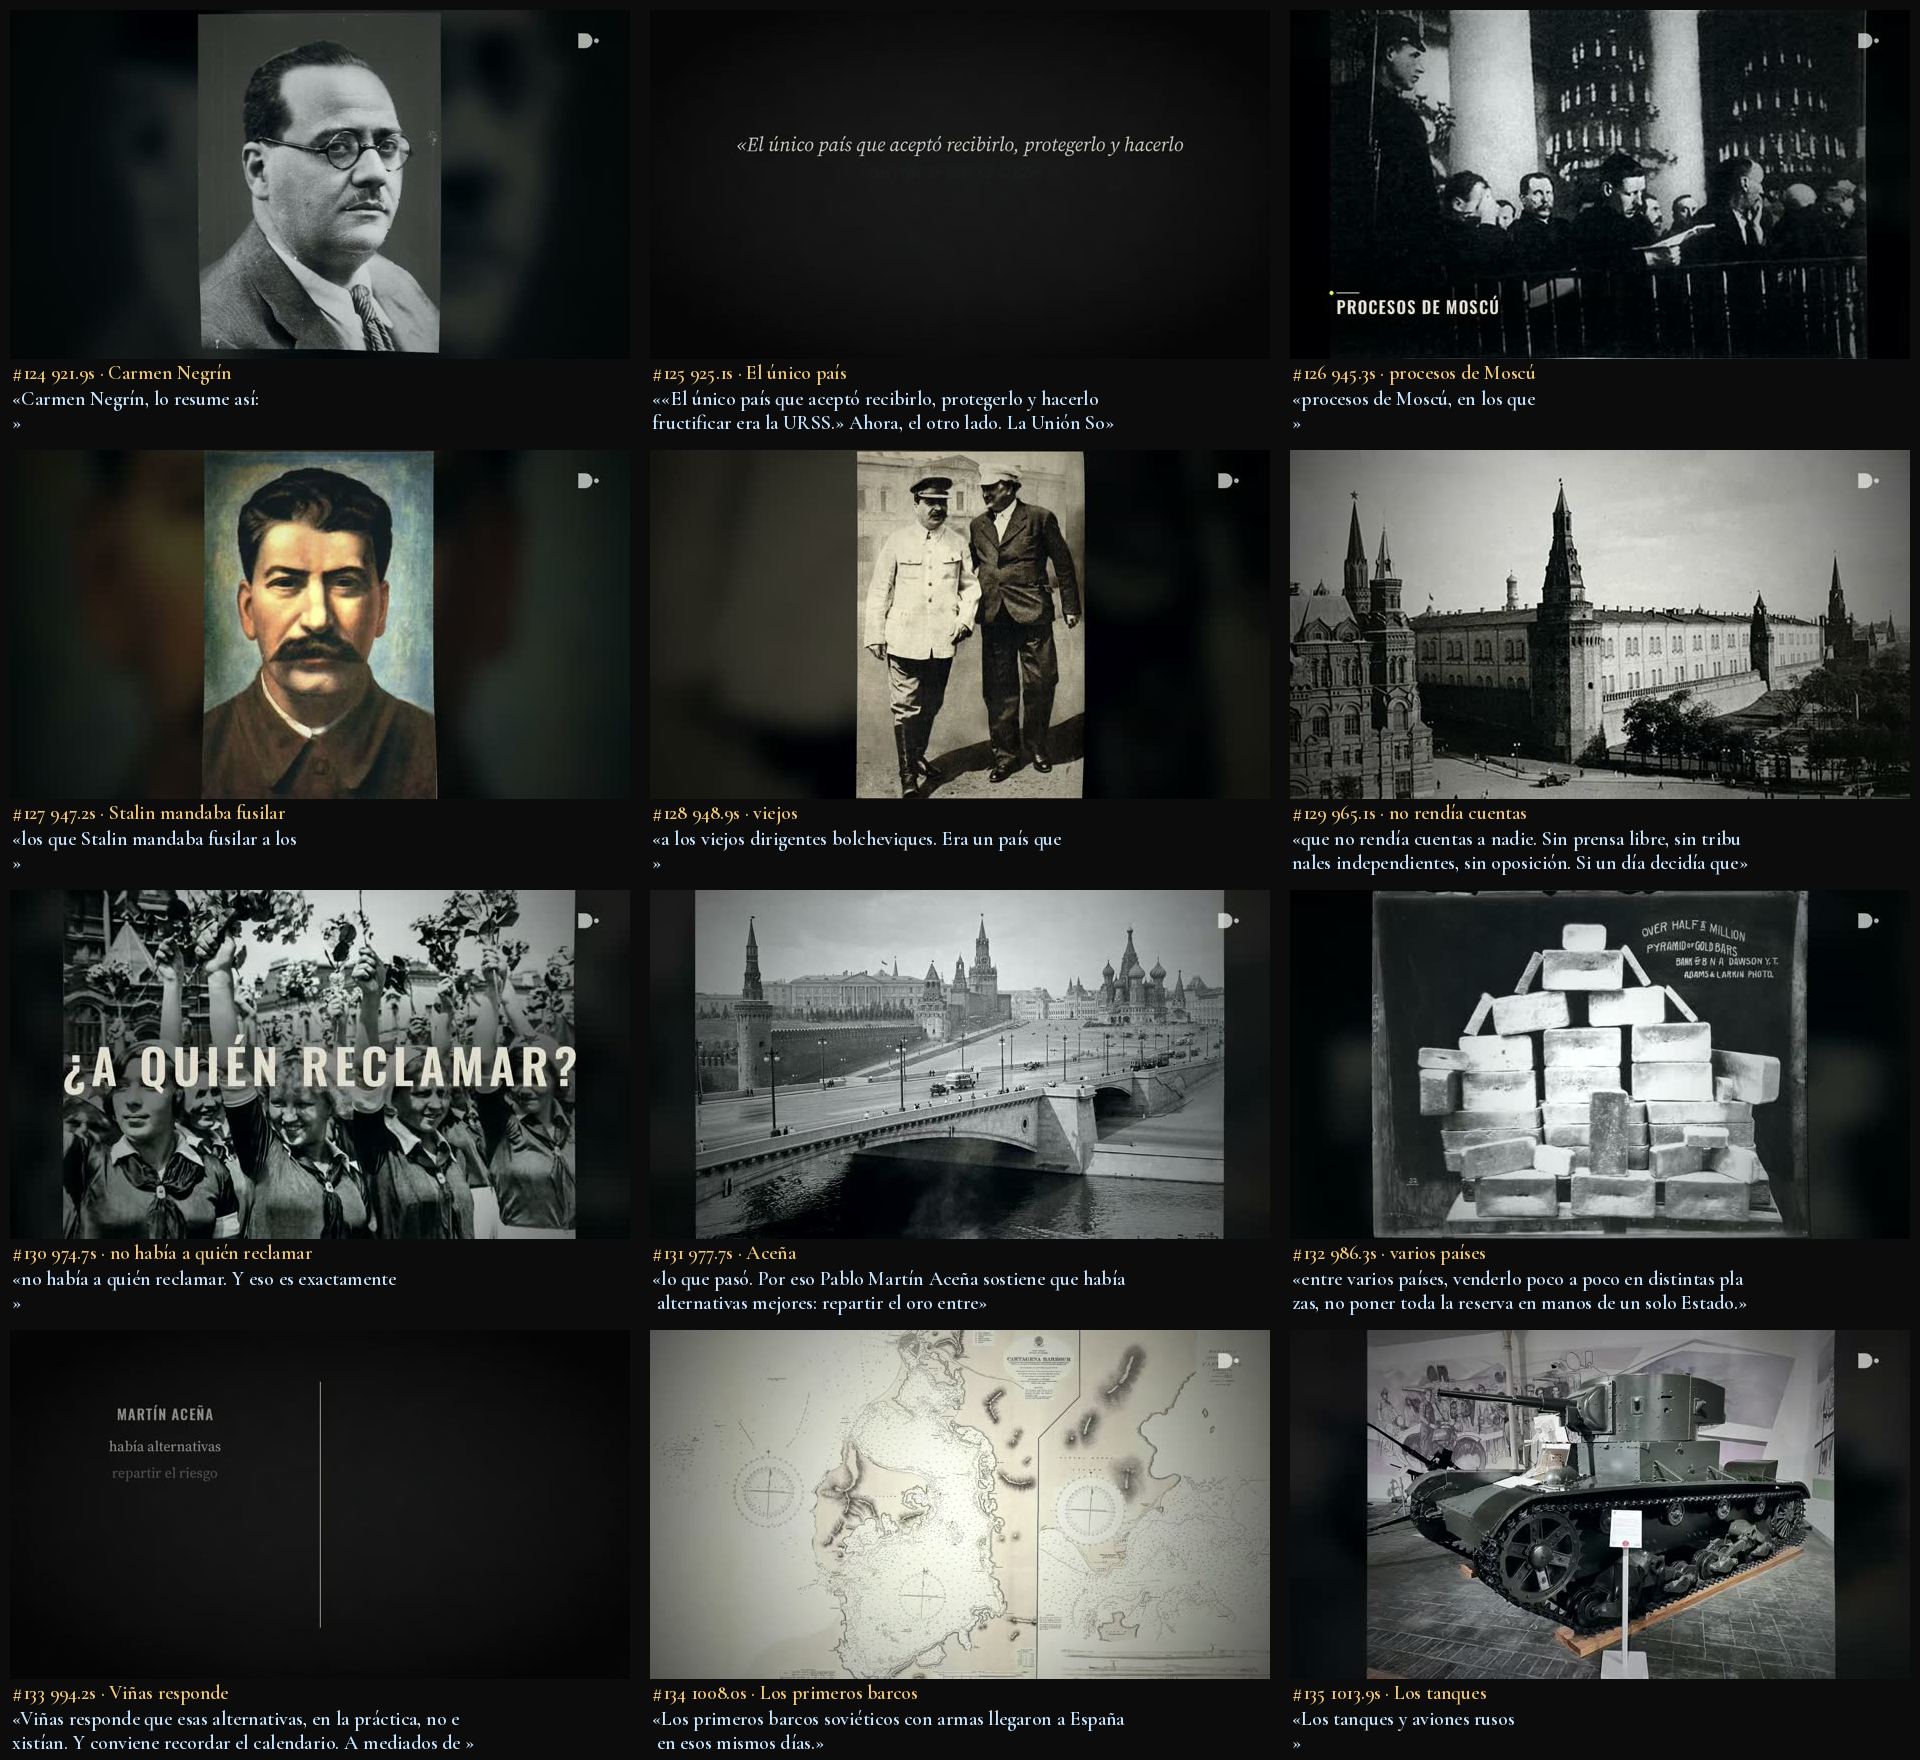 #124 921.9s · Carmen Negrín
«Carmen Negrín, lo resume así:
»
«El único país que aceptó recibirlo, protegerlo y hacerlo
#125 925.1s · El único país
««El único país que aceptó recibirlo, protegerlo y hacerlo
fructificar era la URSS.» Ahora, el otro lado. La Unión So»
PROCESOS DE MOSCÚ
#126 945.3s · procesos de Moscú
«procesos de Moscú, en los que
»
#127 947.2s · Stalin mandaba fusilar
«los que Stalin mandaba fusilar a los
»
#128 948.9s · viejos
«a los viejos dirigentes bolcheviques. Era un país que
»
#129 965.1s · no rendía cuentas
«que no rendía cuentas a nadie. Sin prensa libre, sin tribu
nales independientes, sin oposición. Si un día decidía que»
¿A QUIÉN RECLAMAR?
#130 974.7s · no había a quién reclamar
«no había a quién reclamar. Y eso es exactamente
»
#131 977.7s · Aceña
«lo que pasó. Por eso Pablo Martín Aceña sostiene que había
alternativas mejores: repartir el oro entre»
OVER HALF $ MILLION
PYRAMID OF GOLD BARS
BANK OF B N A DAWSON Y.T.
ADAMS & LARKIN PHOTO.
#132 986.3s · varios países
«entre varios países, venderlo poco a poco en distintas pla
zas, no poner toda la reserva en manos de un solo Estado.»
MARTÍN ACEÑA
había alternativas
repartir el riesgo
#133 994.2s · Viñas responde
«Viñas responde que esas alternativas, en la práctica, no e
xistían. Y conviene recordar el calendario. A mediados de »
CARTAGENA HARBOUR
#134 1008.0s · Los primeros barcos
«Los primeros barcos soviéticos con armas llegaron a España
en esos mismos días.»
#135 1013.9s · Los tanques
«Los tanques y aviones rusos
»